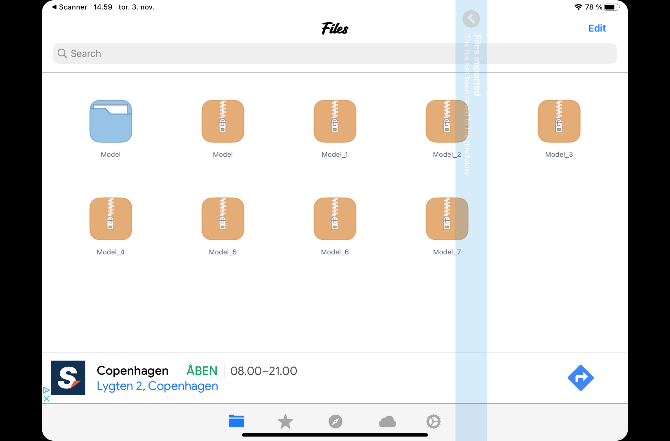 Scanner 14.59 tor. 3. nov.
78 %
Files
Edit
Search
Files imported
Model
Model
Model_1
Model_2
Model_3
Model_4
Model_5
Model_6
Model_7
S
Copenhagen ÅBEN 08.00–21.00
Lygten 2, Copenhagen